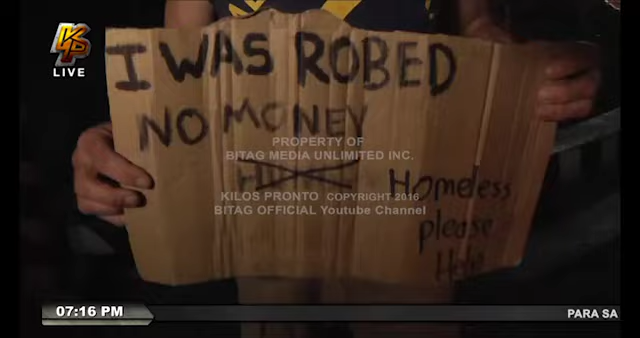 KP
LIVE
I WAS ROBED
NO MONEY
PROPERTY OF
BITAG MEDIA UNLIMITED INC.
Homeless
KILOS PRONTO COPYRIGHT 2016
BITAG OFFICIAL Youtube Channel
please
Help
07:16 PM
PARA SA